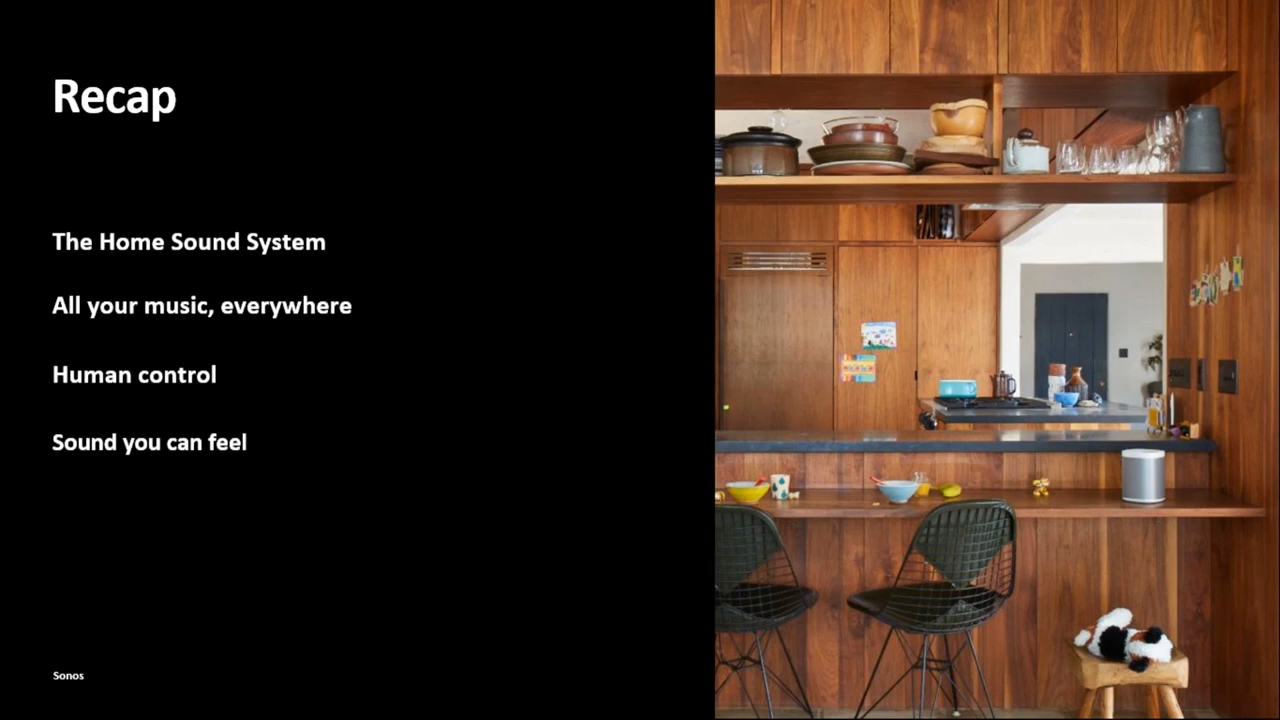 Recap
The Home Sound System
All your music, everywhere
Human control
Sound you can feel
Sonos